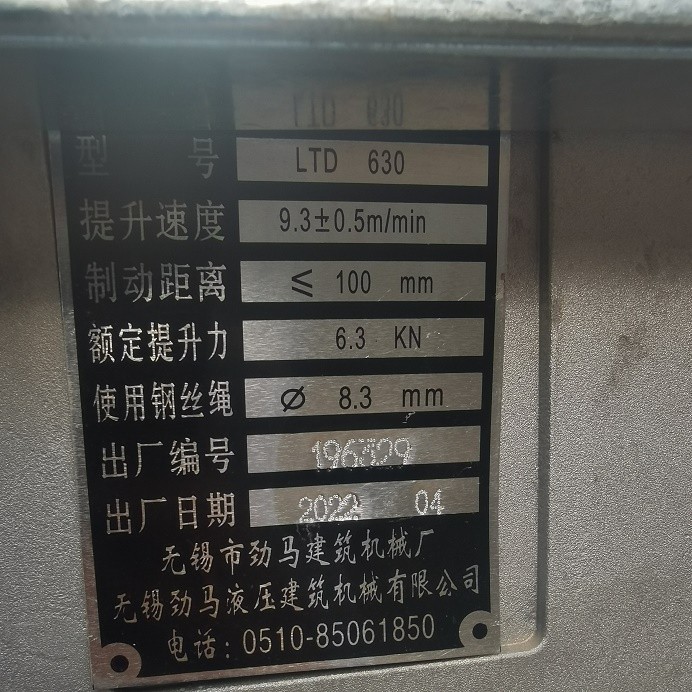 型 号 LTD 630
提升速度 9.3±0.5m/min
制动距离 ≤ 100 mm
额定提升力 6.3 KN
使用钢丝绳 Ø 8.3 mm
出厂编号
出厂日期 2022 04
无锡市劲马建筑机械厂
无锡劲马液压建筑机械有限公司
电话:0510-85061850